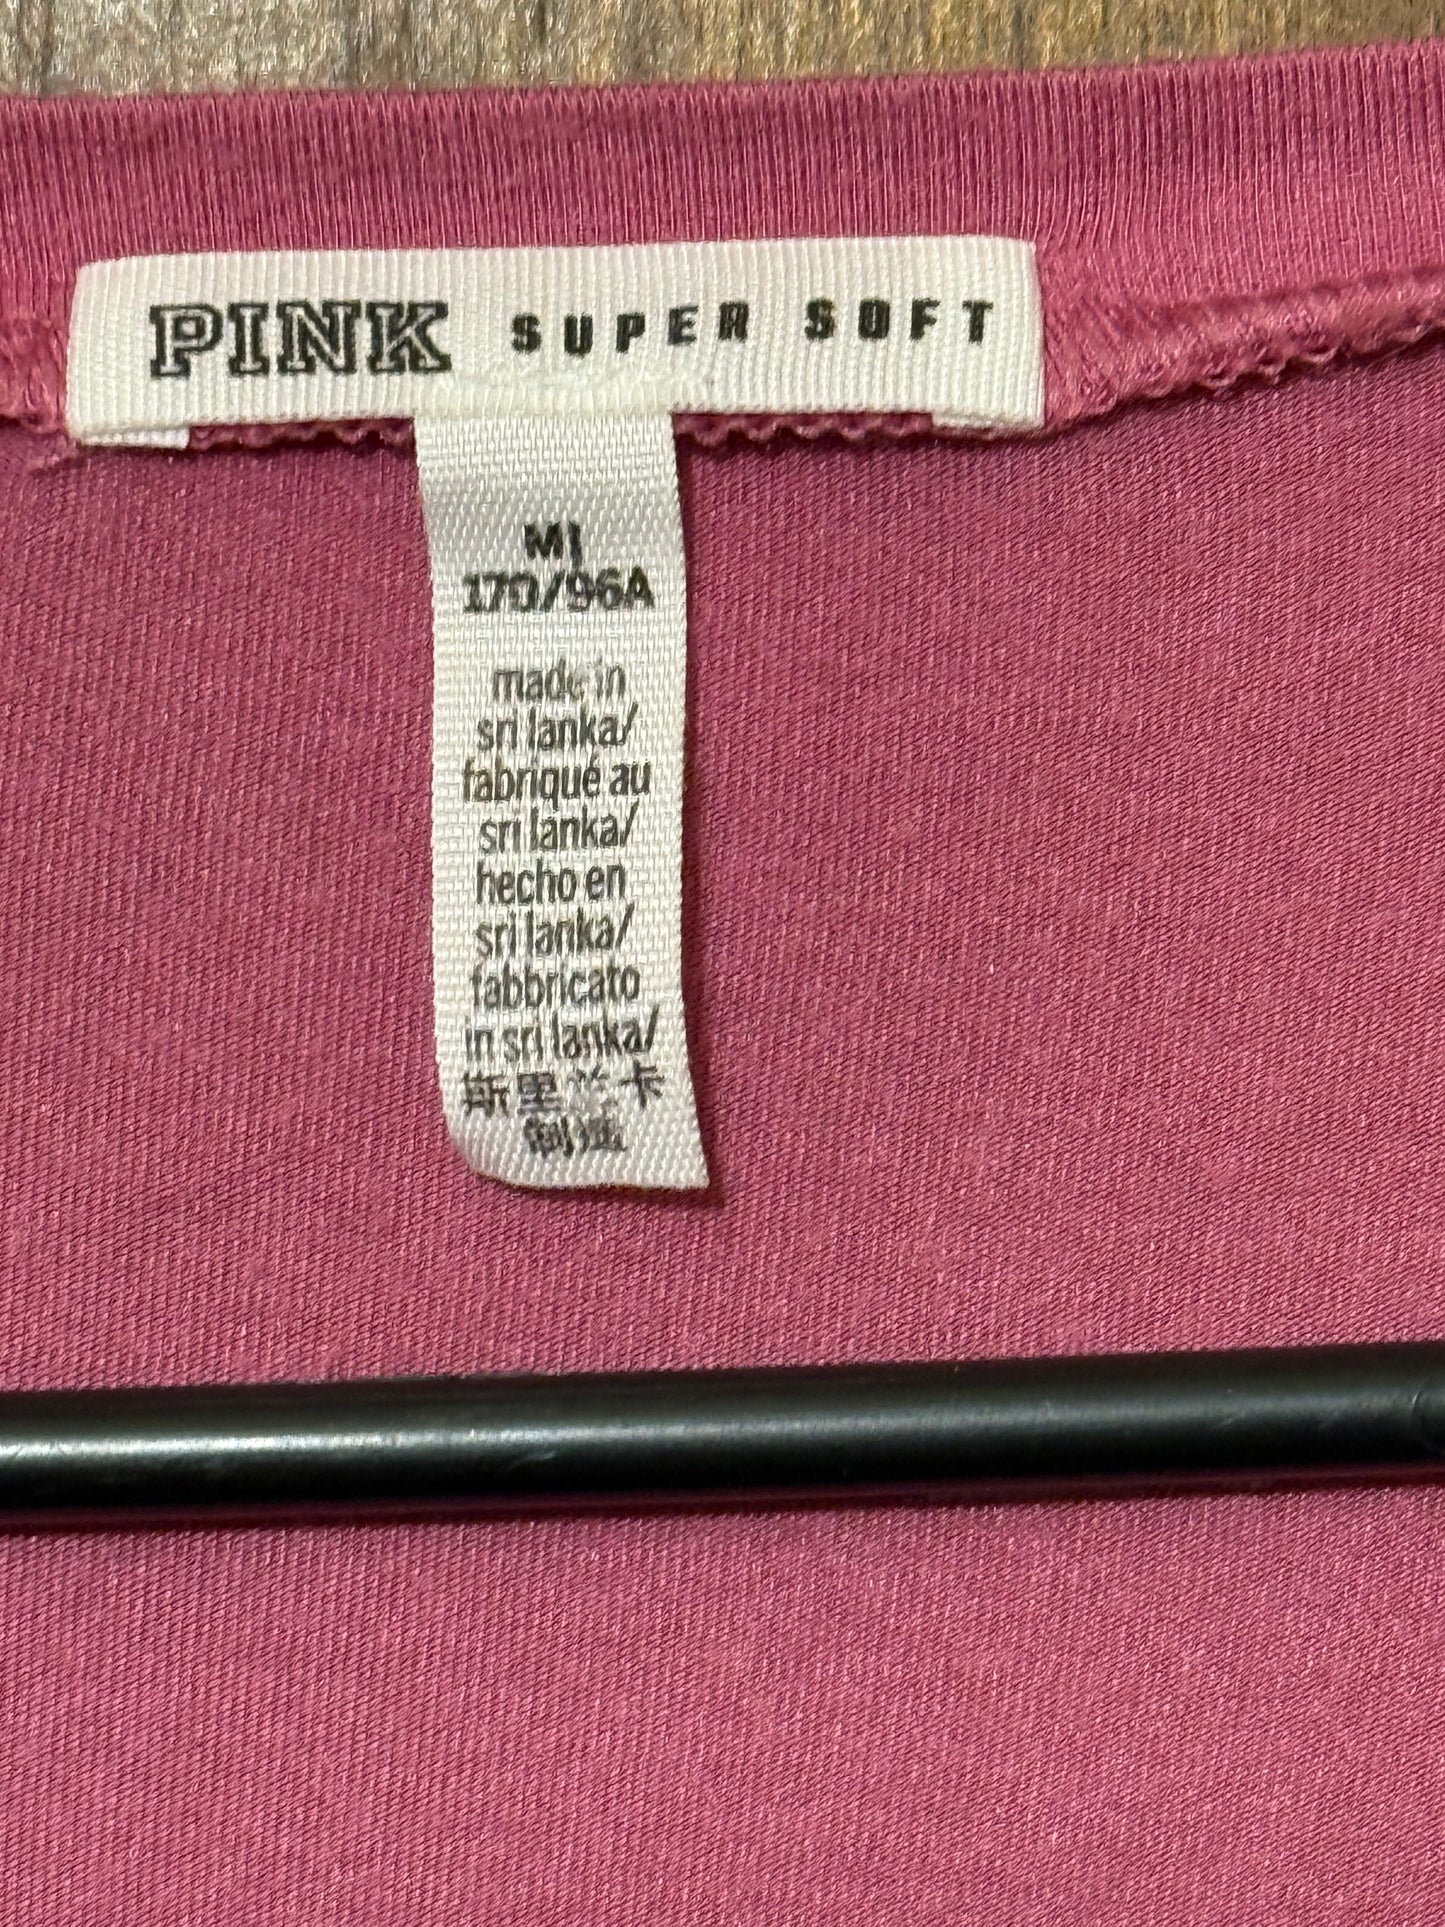 PINK SUPER SOFT
M|
170/96A
made in
sri lanka/
fabriqué au
sri lanka/
hecho en
sri lanka/
fabbricato
in sri lanka/
斯里兰卡
制造